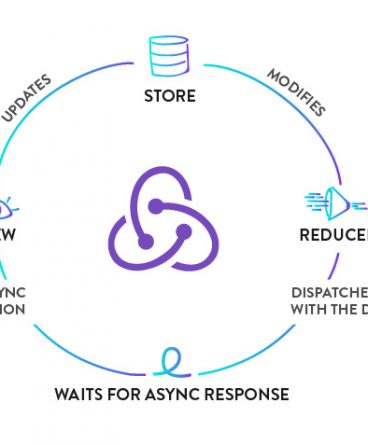 STORE
UPDATES
MODIFIES
EW
REDUCE
YNC
ION
DISPATCHE
WITH THE D
WAITS FOR ASYNC RESPONSE